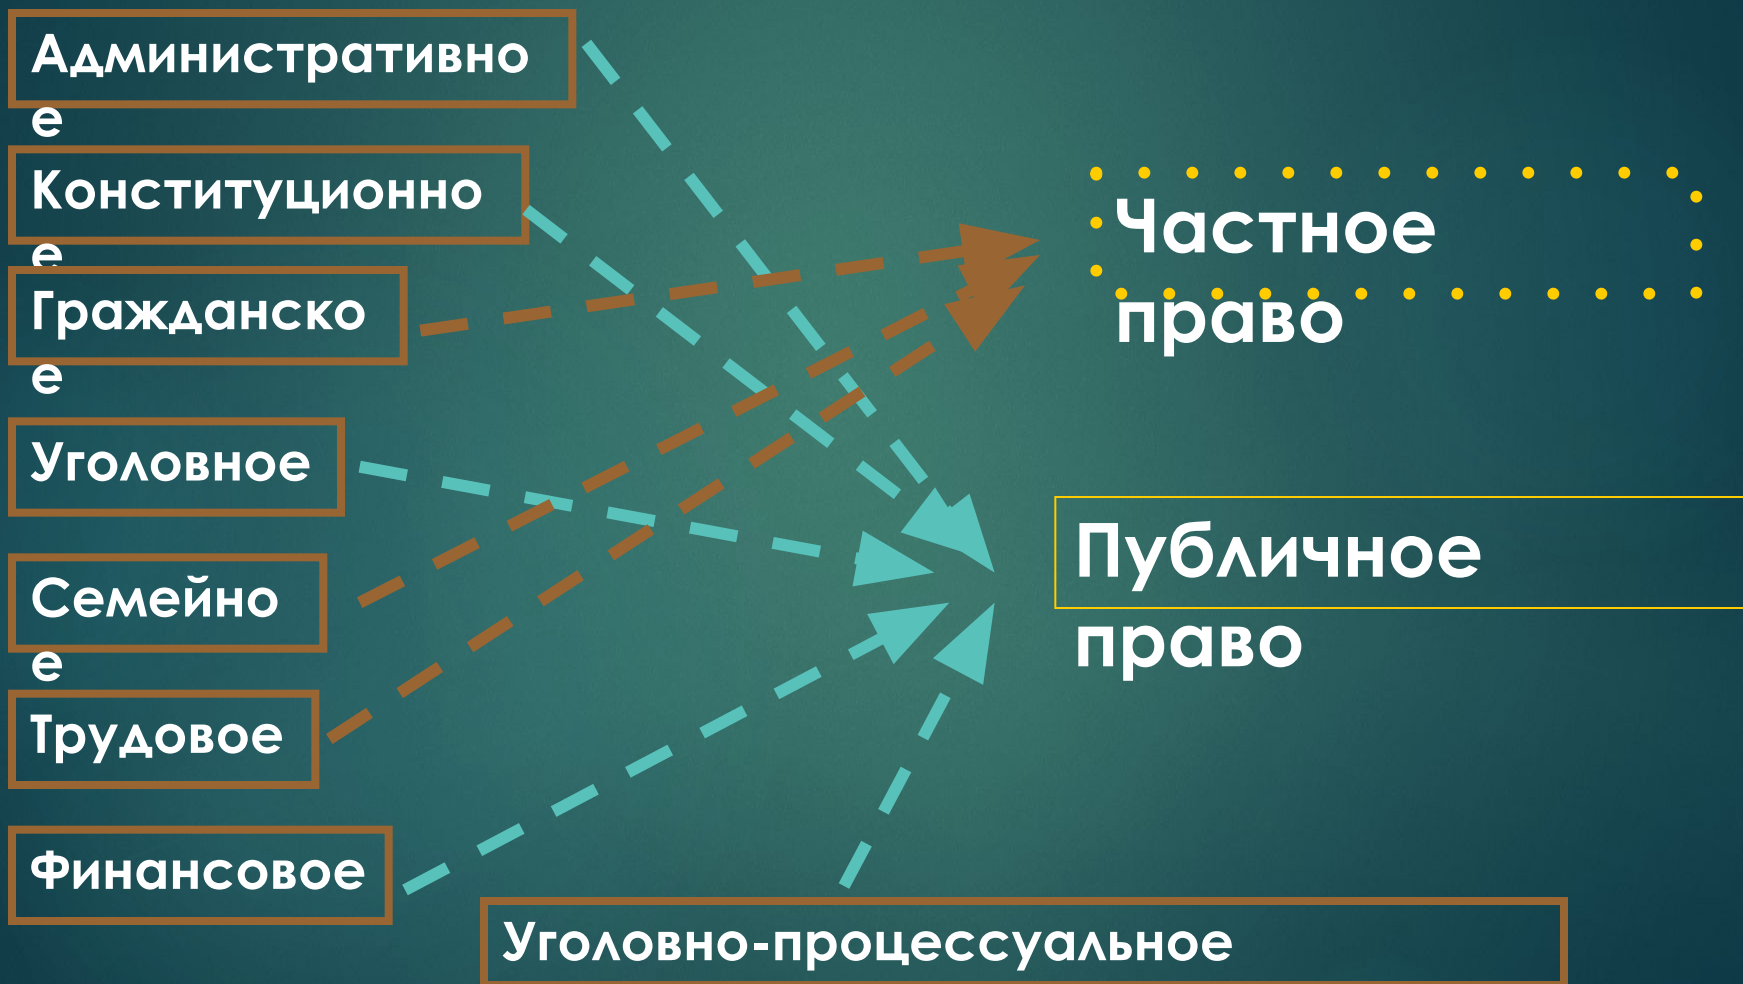 Административно
е
Конституционно
е
Гражданско
е
Уголовное
Семейно
е
Трудовое
Финансовое
Уголовно-процессуальное
Частное
право
Публичное
право